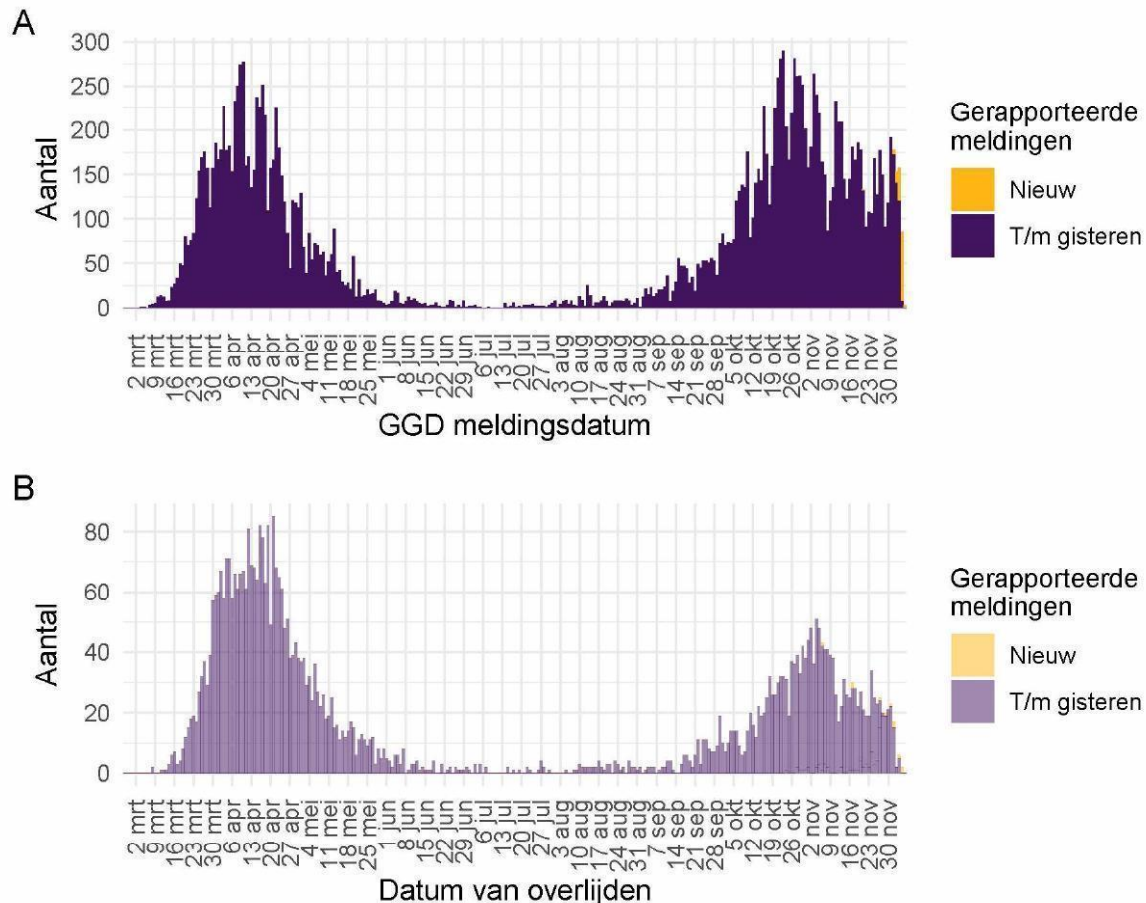 A
Aantal
300
250
200
150
100
50
0
2 mrt
9 mrt
16 mrt
23 mrt
30 mrt
6 apr
13 apr
20 apr
27 apr
4 mei
11 mei
18 mei
25 mei
1 jun
8 jun
15 jun
22 jun
29 jun
6 jul
13 jul
20 jul
27 jul
3 aug
10 aug
17 aug
24 aug
31 aug
7 sep
14 sep
21 sep
28 sep
5 okt
12 okt
19 okt
26 okt
2 nov
9 nov
16 nov
23 nov
30 nov
GGD meldingsdatum
Gerapporteerde
meldingen
Nieuw
T/m gisteren
B
Aantal
80
60
40
20
0
2 mrt
9 mrt
16 mrt
23 mrt
30 mrt
6 apr
13 apr
20 apr
27 apr
4 mei
11 mei
18 mei
25 mei
1 jun
8 jun
15 jun
22 jun
29 jun
6 jul
13 jul
20 jul
27 jul
3 aug
10 aug
17 aug
24 aug
31 aug
7 sep
14 sep
21 sep
28 sep
5 okt
12 okt
19 okt
26 okt
2 nov
9 nov
16 nov
23 nov
30 nov
Datum van overlijden
Gerapporteerde
meldingen
Nieuw
T/m gisteren